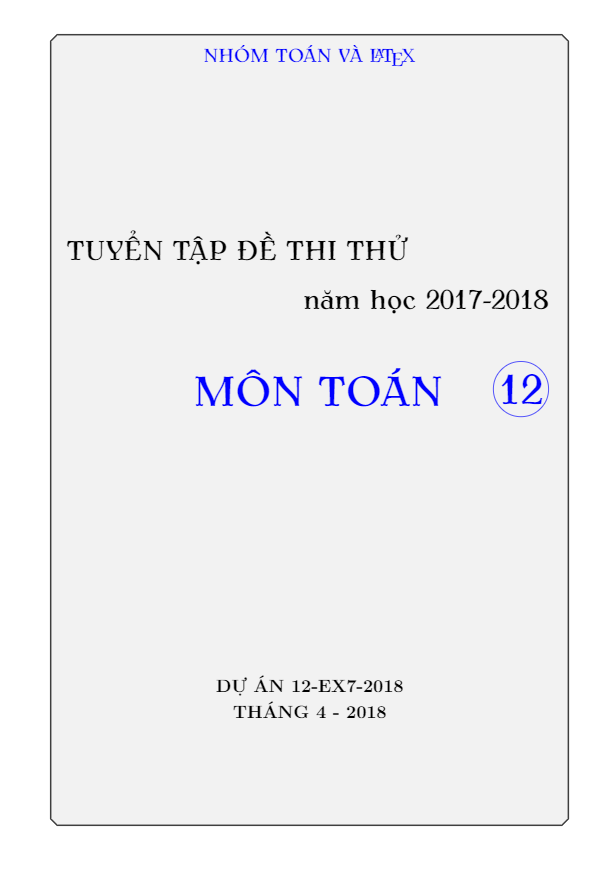 NHÓM TOÁN VÀ LATEX
TUYỂN TẬP ĐỀ THI THỬ
năm học 2017-2018
MÔN TOÁN 12
DỰ ÁN 12-EX7-2018
THÁNG 4 - 2018